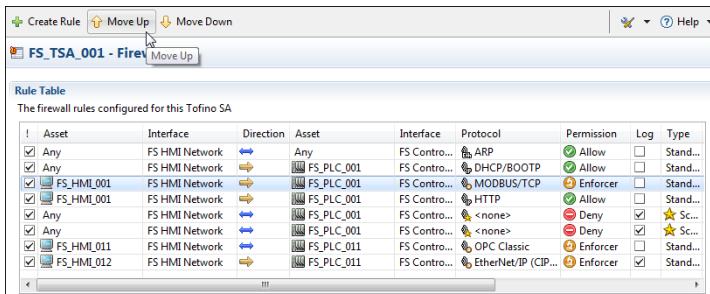 Create Rule Move Up Move Down Help
FS_TSA_001 - Firew
Move Up
Rule Table
The firewall rules configured for this Tofino SA
! Asset Interface Direction Asset Interface Protocol Permission Log Type
Any FS HMI Network Any FS Contro... ARP Allow Stand...
Any FS HMI Network FS_PLC_001 FS Contro... DHCP/BOOTP Allow Stand...
FS_HMI_001 FS HMI Network FS_PLC_001 FS Contro... MODBUS/TCP Enforcer Stand...
FS_HMI_001 FS HMI Network FS_PLC_001 FS Contro... HTTP Allow Stand...
Any FS HMI Network FS_PLC_001 FS Contro... <none> Deny Sc...
Any FS HMI Network FS_PLC_001 FS Contro... <none> Deny Sc...
FS_HMI_011 FS HMI Network FS_PLC_011 FS Contro... OPC Classic Enforcer Stand...
FS_HMI_012 FS HMI Network FS_PLC_011 FS Contro... EtherNet/IP (CIP... Enforcer Stand...